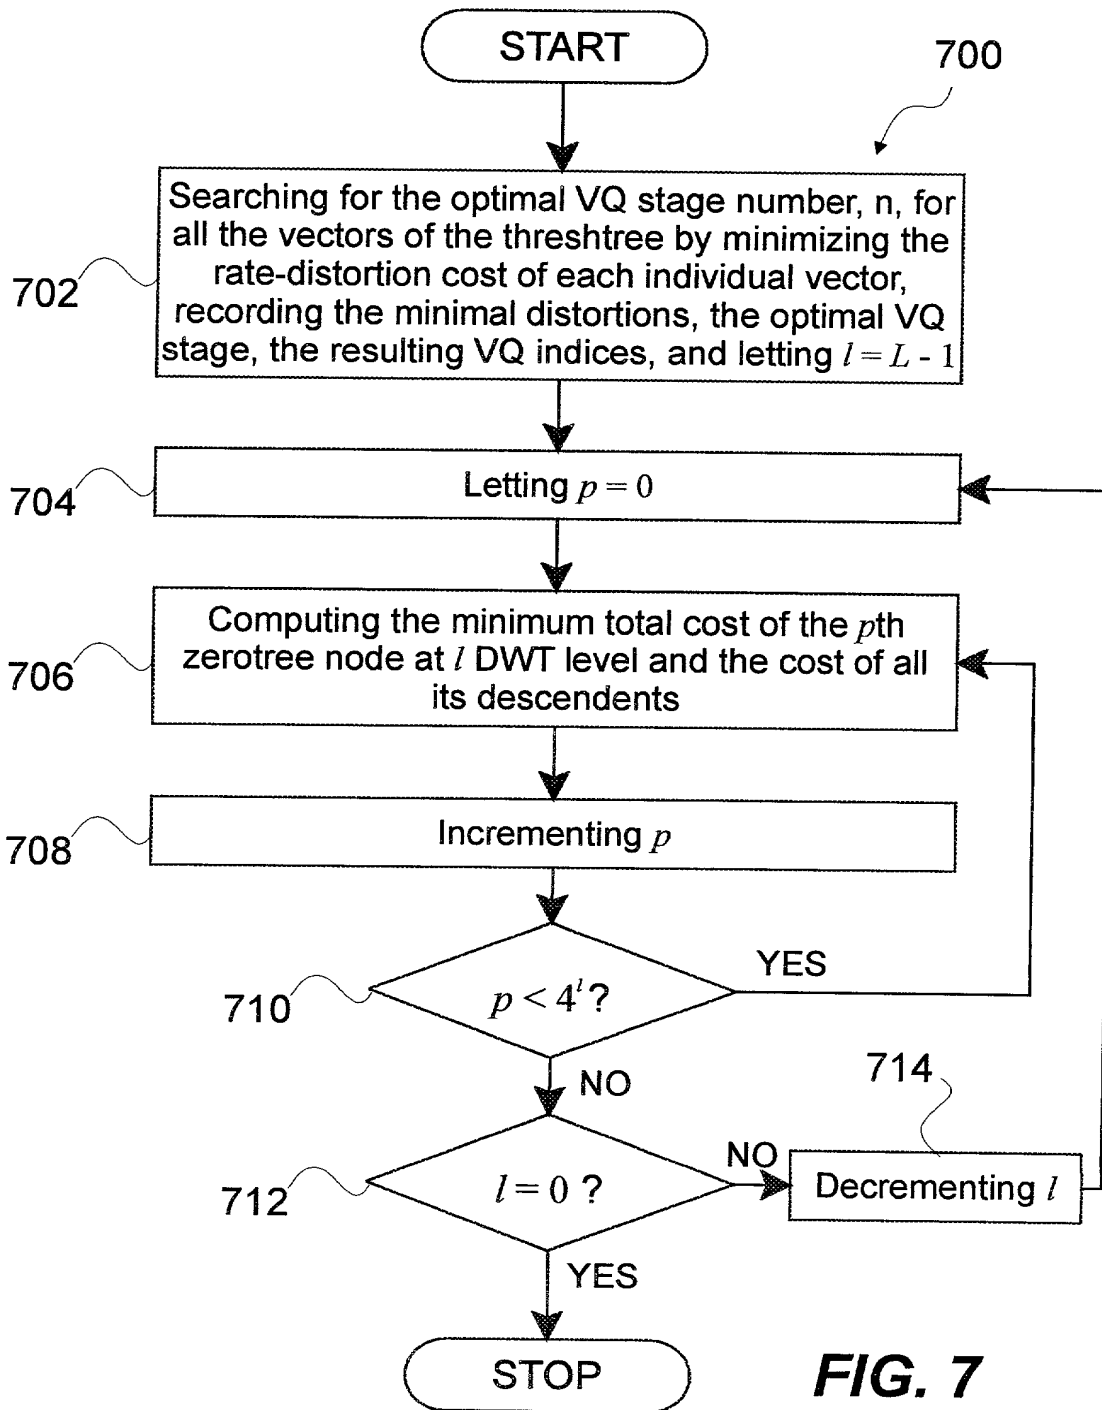 START
700
Searching for the optimal VQ stage number, n, for
all the vectors of the threshtree by minimizing the
rate-distortion cost of each individual vector,
recording the minimal distortions, the optimal VQ
stage, the resulting VQ indices, and letting l = L - 1
702
Letting p = 0
704
Computing the minimum total cost of the pth
zerotree node at l DWT level and the cost of all
its descendents
706
Incrementing p
708
p < 4^l ?
710
YES
NO
714
l = 0 ?
712
NO
Decrementing l
YES
STOP
FIG. 7